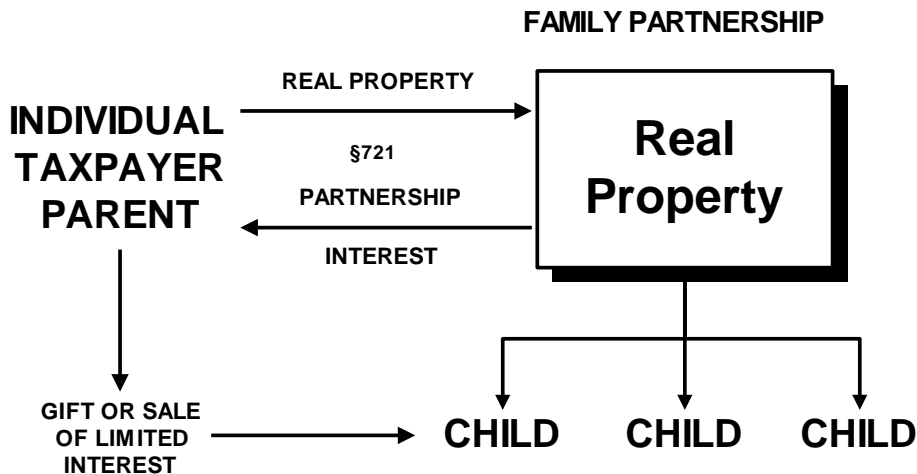 FAMILY PARTNERSHIP
REAL PROPERTY
INDIVIDUAL
TAXPAYER
PARENT
§721
PARTNERSHIP
INTEREST
Real
Property
GIFT OR SALE
OF LIMITED
INTEREST
CHILD
CHILD
CHILD